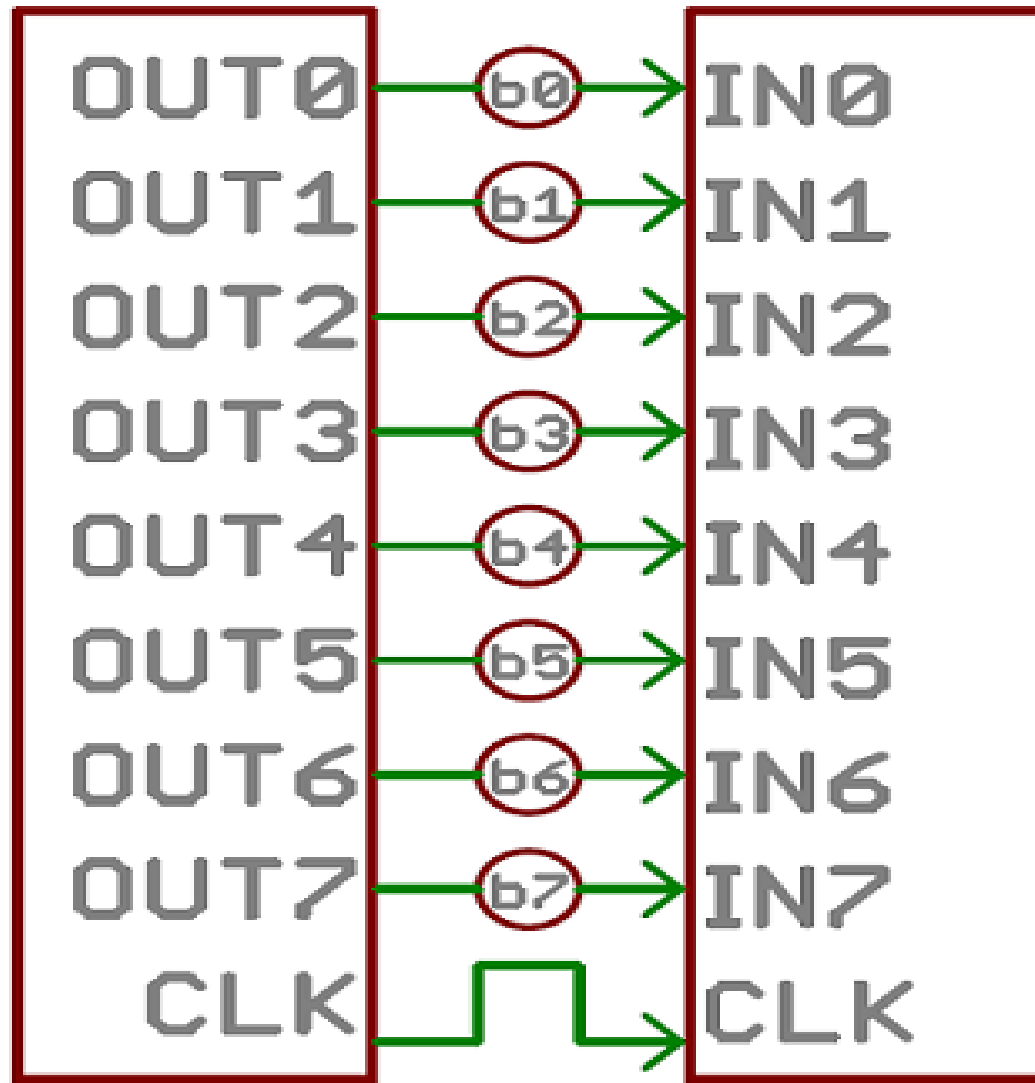 OUT0 b0 IN0
OUT1 b1 IN1
OUT2 b2 IN2
OUT3 b3 IN3
OUT4 b4 IN4
OUT5 b5 IN5
OUT6 b6 IN6
OUT7 b7 IN7
CLK CLK